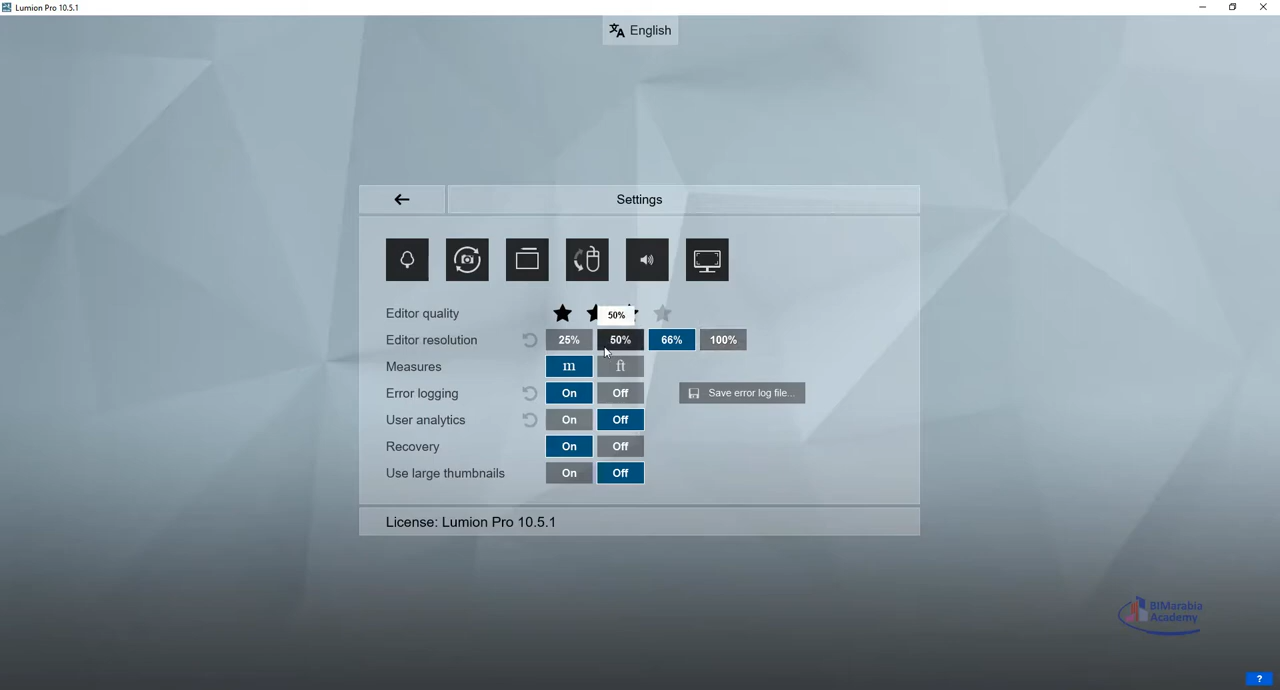 Lumion Pro 10.5.1
English
Settings
Editor quality
50%
Editor resolution 25% 50% 66% 100%
Measures m ft
Error logging On Off Save error log file...
User analytics On Off
Recovery On Off
Use large thumbnails On Off
License: Lumion Pro 10.5.1
BIMarabia
Academy
?